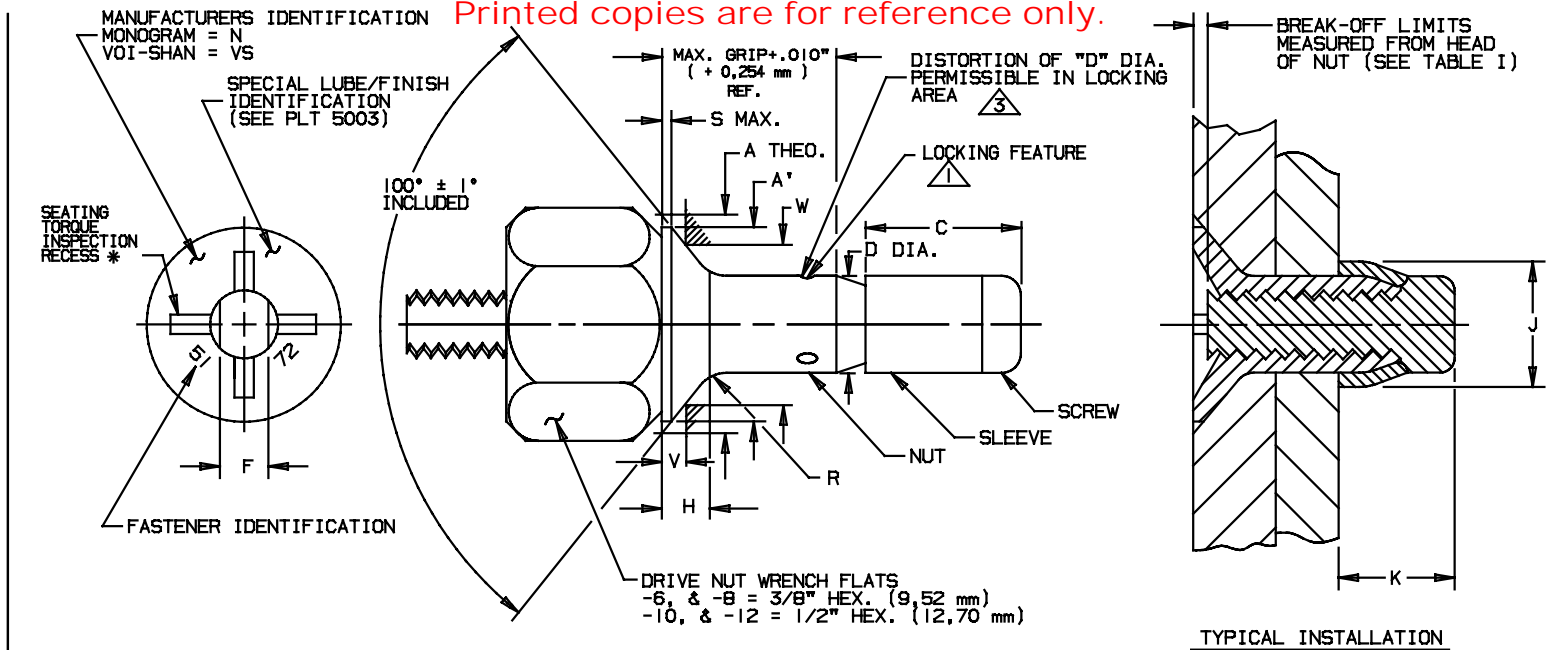 Printed copies are for reference only.
MANUFACTURERS IDENTIFICATION
MONOGRAM = N
VOI-SHAN = VS
SPECIAL LUBE/FINISH
IDENTIFICATION
(SEE PLT 5003)
SEATING
TORQUE
INSPECTION
RECESS *
51
72
F
FASTENER IDENTIFICATION
100° ± 1°
INCLUDED
MAX. GRIP+.010"
( + 0,254 mm )
REF.
S MAX.
A THEO.
A'
W
DISTORTION OF "D" DIA.
PERMISSIBLE IN LOCKING
AREA 3
LOCKING FEATURE
1
C
D DIA.
SCREW
SLEEVE
NUT
R
V
H
DRIVE NUT WRENCH FLATS
-6, & -8 = 3/8" HEX. (9,52 mm)
-10, & -12 = 1/2" HEX. (12,70 mm)
BREAK-OFF LIMITS
MEASURED FROM HEAD
OF NUT (SEE TABLE I)
J
K
TYPICAL INSTALLATION